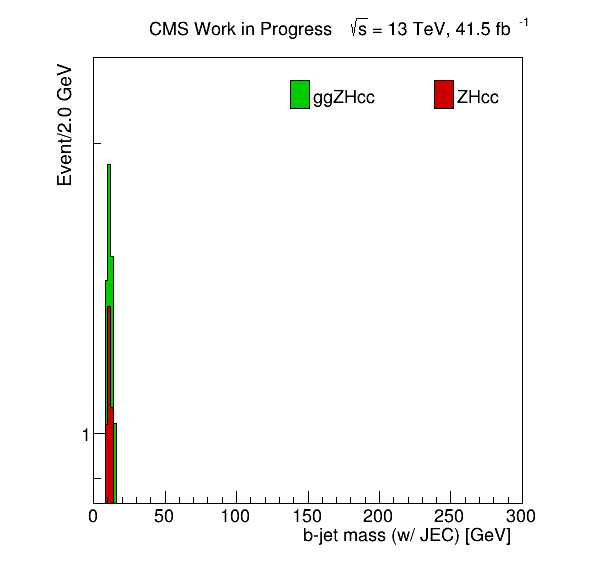 CMS Work in Progress √s = 13 TeV, 41.5 fb -1
Event/2.0 GeV
ggZHcc ZHcc
1
0 50 100 150 200 250 300
b-jet mass (w/ JEC) [GeV]